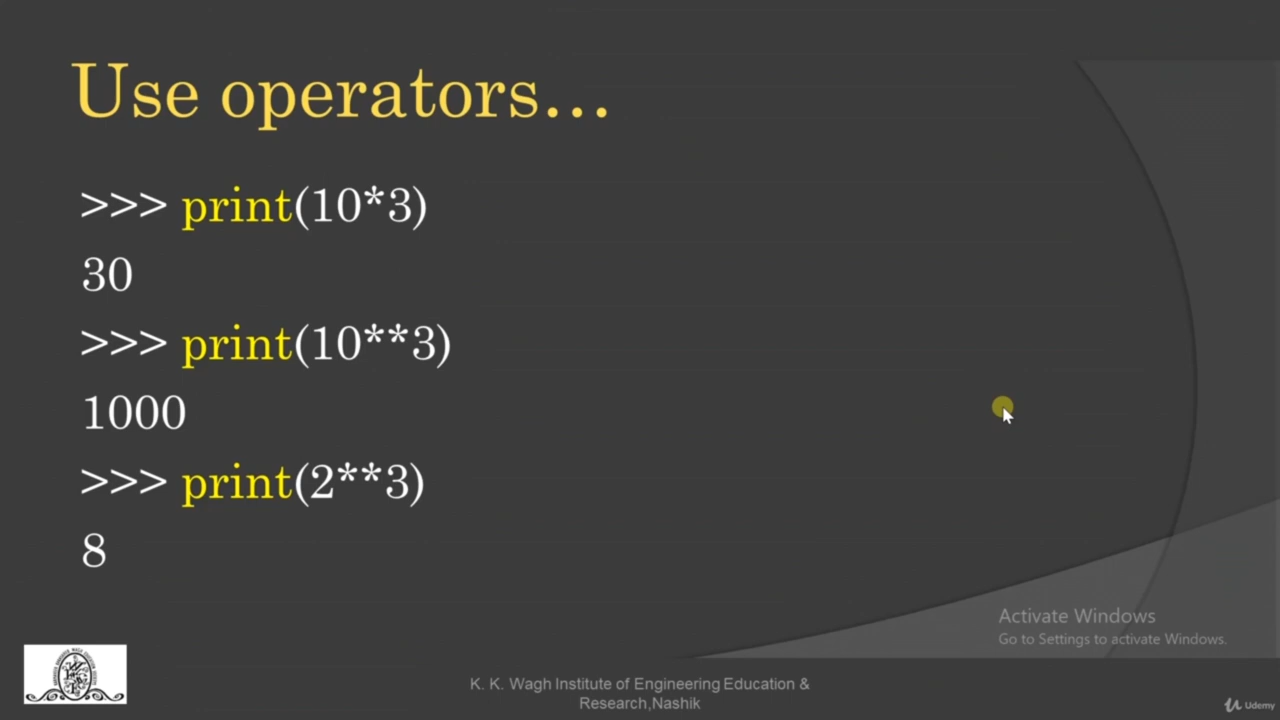 Use operators...
>>> print(10*3)
30
>>> print(10**3)
1000
>>> print(2**3)
8
Activate Windows
Go to Settings to activate Windows.
K. K. Wagh Institute of Engineering Education &
Research,Nashik
Udemy